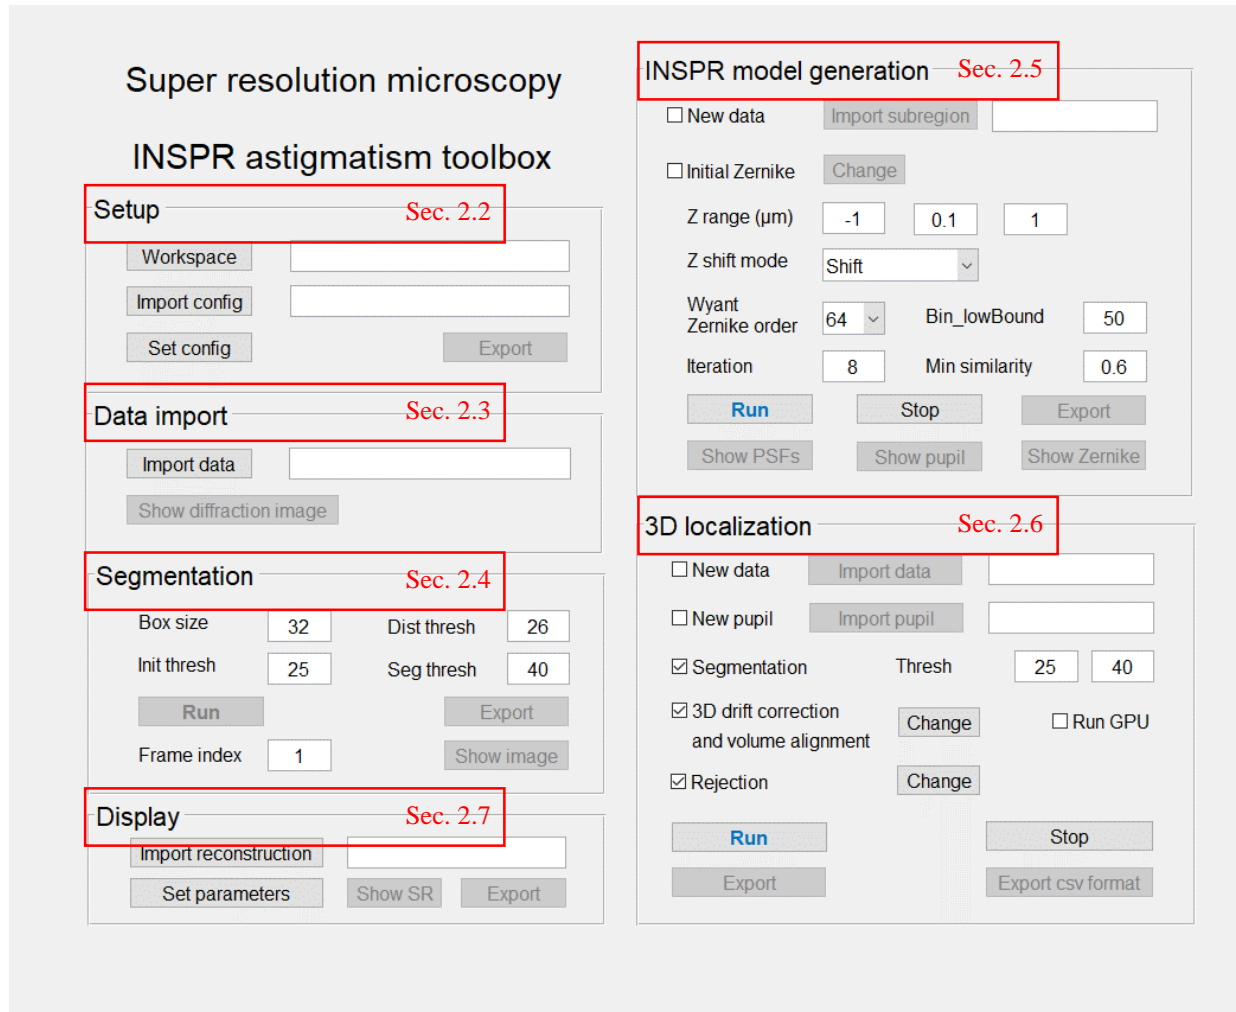 Super resolution microscopy
INSPR astigmatism toolbox
Setup Sec. 2.2
Workspace
Import config
Set config Export
Data import Sec. 2.3
Import data
Show diffraction image
Segmentation Sec. 2.4
Box size 32 Dist thresh 26
Init thresh 25 Seg thresh 40
Run Export
Frame index 1 Show image
Display Sec. 2.7
Import reconstruction
Set parameters Show SR Export
INSPR model generation Sec. 2.5
New data Import subregion
Initial Zernike Change
Z range (μm) -1 0.1 1
Z shift mode Shift
Wyant
Zernike order 64 Bin_lowBound 50
Iteration 8 Min similarity 0.6
Run Stop Export
Show PSFs Show pupil Show Zernike
3D localization Sec. 2.6
New data Import data
New pupil Import pupil
Segmentation Thresh 25 40
3D drift correction
and volume alignment Change Run GPU
Rejection Change
Run Stop
Export Export csv format